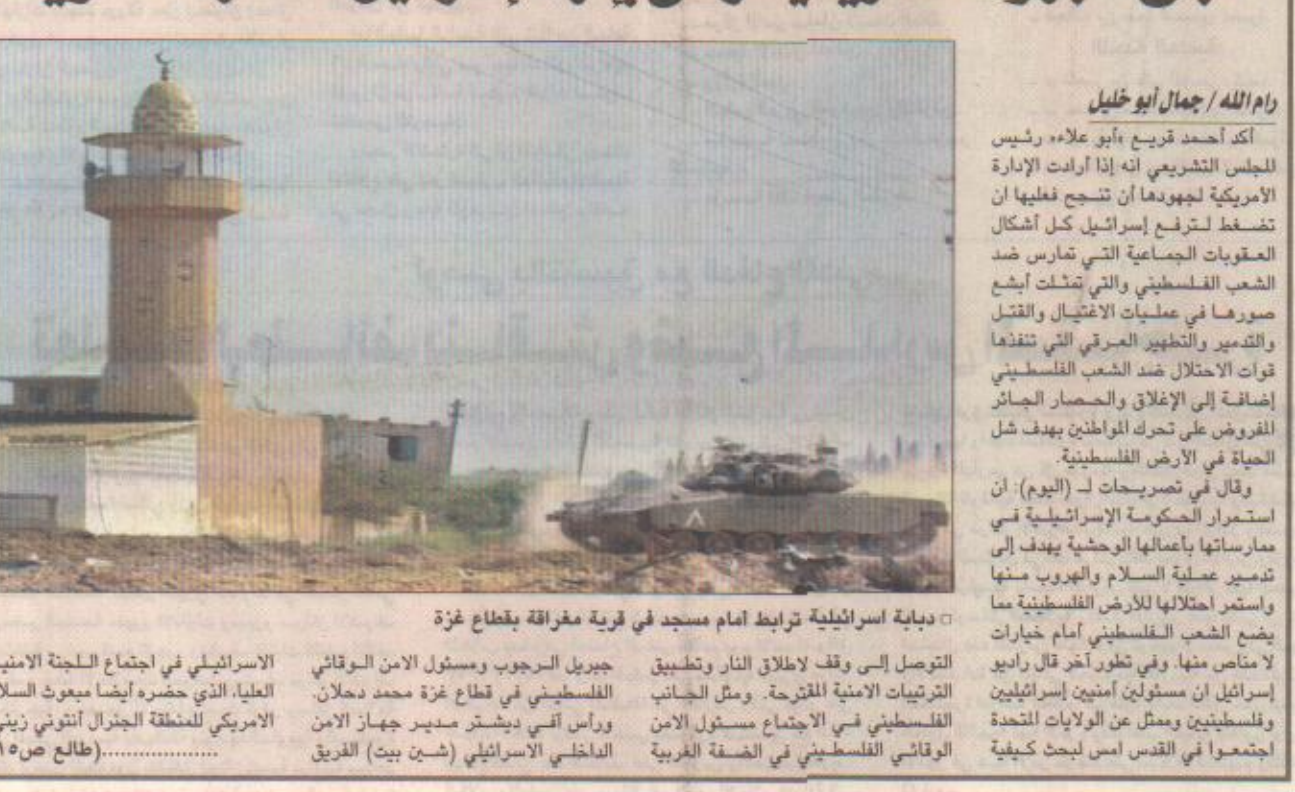 رام الله / جمال أبو خليل
أكد أحمد قريع «أبو علاء» رئيس
المجلس التشريعي انه إذا أرادت الإدارة
الأمريكية لجهودها أن تنجح فعليها ان
تضغط لترفع إسرائيل كل أشكال
العقوبات الجماعية التي تمارس ضد
الشعب الفلسطيني والتي تمثلت أبشع
صورها في عمليات الاغتيال والقتل
والتدمير والتطهير العرقي التي تنفذها
قوات الاحتلال ضد الشعب الفلسطيني
إضافة إلى الإغلاق والحصار الجائر
المفروض على تحرك المواطنين بهدف شل
الحياة في الأرض الفلسطينية.
وقال في تصريحات لـ (اليوم): ان
استمرار الحكومة الإسرائيلية في
ممارساتها بأعمالها الوحشية يهدف إلى
تدمير عملية السلام والهروب منها
واستمر احتلالها للأرض الفلسطينية مما
يضع الشعب الفلسطيني أمام خيارات
لا مناص منها. وفي تطور آخر قال راديو
إسرائيل ان مسئولين أمنيين إسرائيليين
وفلسطينيين وممثل عن الولايات المتحدة
اجتمعوا في القدس امس لبحث كيفية
□ دبابة اسرائيلية ترابط أمام مسجد في قرية مغراقة بقطاع غزة
التوصل إلى وقف لاطلاق النار وتطبيق
الترتيبات الامنية المقترحة. ومثل الجانب
الفلسطيني في الاجتماع مسئول الامن
الوقائي الفلسطيني في الضفة الغربية
جبريل الرجوب ومسئول الامن الوقائي
الفلسطيني في قطاع غزة محمد دحلان.
ورأس آفي ديشتر مدير جهاز الامن
الداخلي الاسرائيلي (شين بيت) الفريق
الاسرائيلي في اجتماع اللجنة
العليا، الذي حضره أيضا مبعوث
الامريكي للمنطقة الجنرال أنتوني
..................(طالع ص١٥